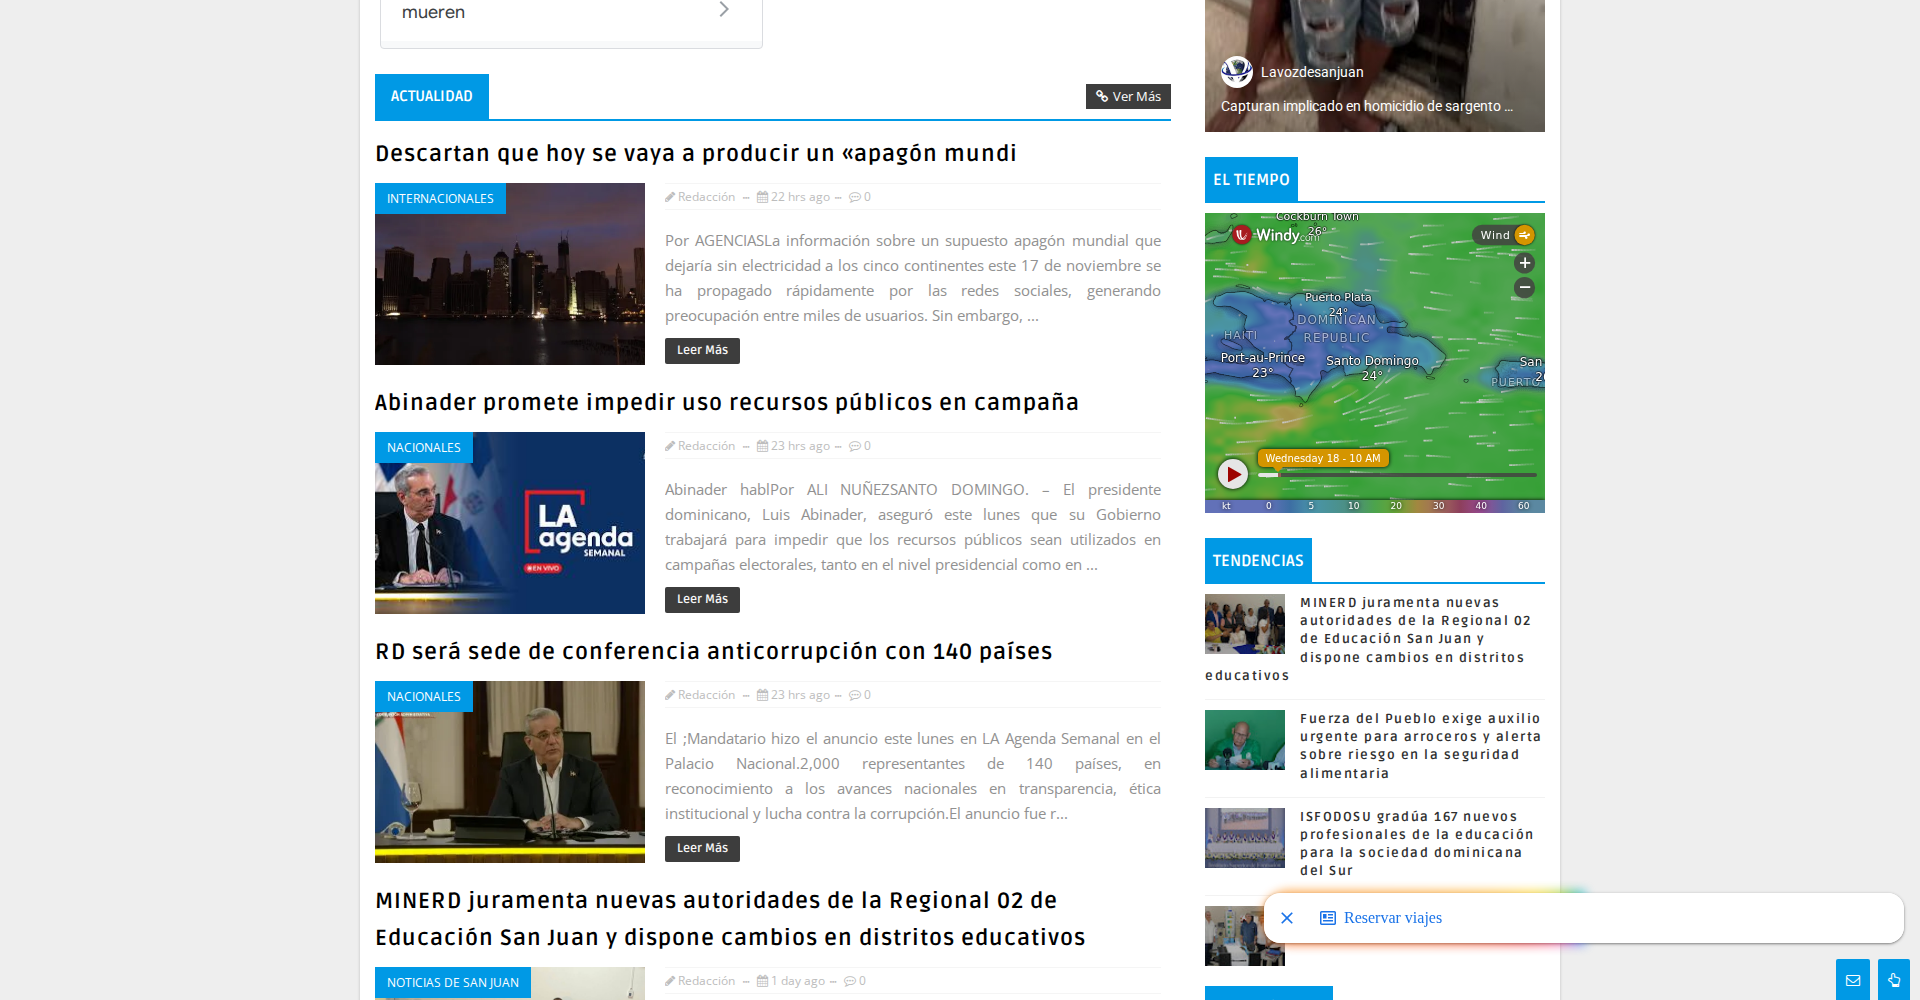 mueren
ACTUALIDAD
Ver Más
Descartan que hoy se vaya a producir un «apagón mundi
INTERNACIONALES
Redacción – 22 hrs ago – 0
Por AGENCIASLa información sobre un supuesto apagón mundial que
dejaría sin electricidad a los cinco continentes este 17 de noviembre se
ha propagado rápidamente por las redes sociales, generando
preocupación entre miles de usuarios. Sin embargo, ...
Leer Más
Abinader promete impedir uso recursos públicos en campaña
NACIONALES
LA
agenda
SEMANAL
EN VIVO
Redacción – 23 hrs ago – 0
Abinader hablPor ALI NUÑEZSANTO DOMINGO. – El presidente
dominicano, Luis Abinader, aseguró este lunes que su Gobierno
trabajará para impedir que los recursos públicos sean utilizados en
campañas electorales, tanto en el nivel presidencial como en ...
Leer Más
RD será sede de conferencia anticorrupción con 140 países
NACIONALES
Redacción – 23 hrs ago – 0
El ;Mandatario hizo el anuncio este lunes en LA Agenda Semanal en el
Palacio Nacional.2,000 representantes de 140 países, en
reconocimiento a los avances nacionales en transparencia, ética
institucional y lucha contra la corrupción.El anuncio fue r...
Leer Más
MINERD juramenta nuevas autoridades de la Regional 02 de
Educación San Juan y dispone cambios en distritos educativos
NOTICIAS DE SAN JUAN
Redacción – 1 day ago – 0
Lavozdesanjuan
Capturan implicado en homicidio de sargento ...
EL TIEMPO
Cockburn Town
26°
Windy.com
Wind
Puerto Plata
24°
DOMINICAN
REPUBLIC
HAITI
Port-au-Prince
23°
Santo Domingo
24°
San
PUERTO
Wednesday 18 - 10 AM
kt 0 5 10 20 30 40 60
TENDENCIAS
MINERD juramenta nuevas
autoridades de la Regional 02
de Educación San Juan y
dispone cambios en distritos
educativos
Fuerza del Pueblo exige auxilio
urgente para arroceros y alerta
sobre riesgo en la seguridad
alimentaria
ISFODOSU gradúa 167 nuevos
profesionales de la educación
para la sociedad dominicana
del Sur
Reservar viajes